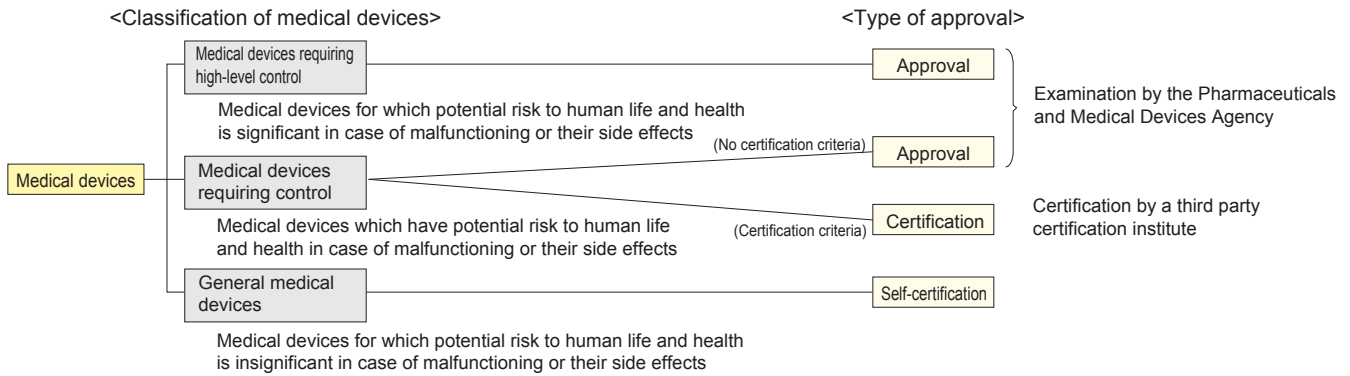 <Classification of medical devices>
<Type of approval>
Medical devices requiring
high-level control
Approval
Medical devices for which potential risk to human life and health
is significant in case of malfunctioning or their side effects
Examination by the Pharmaceuticals
and Medical Devices Agency
(No certification criteria)
Approval
Medical devices
Medical devices
requiring control
Medical devices which have potential risk to human life
and health in case of malfunctioning or their side effects
(Certification criteria)
Certification
Certification by a third party
certification institute
General medical
devices
Self-certification
Medical devices for which potential risk to human life and health
is insignificant in case of malfunctioning or their side effects